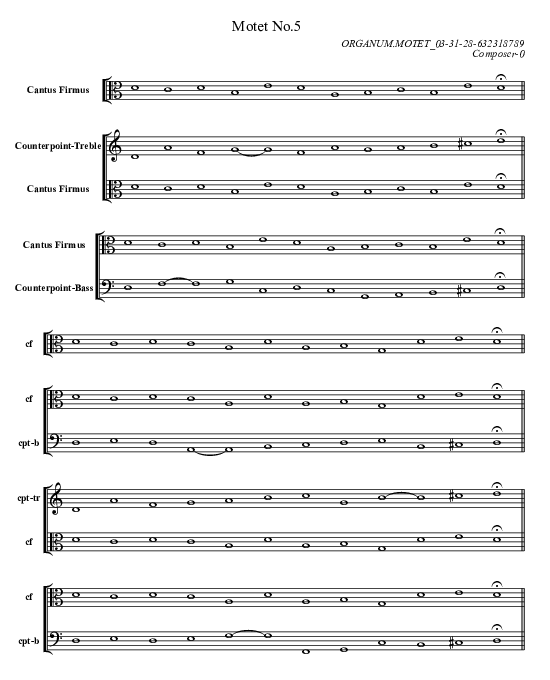 Motet No.5
ORGANUM.MOTET_03-31-28-632318789
Composer-0
Cantus Firmus
Counterpoint-Treble
Cantus Firmus
Cantus Firmus
Counterpoint-Bass
cf
cf
cpt-b
cpt-tr
cf
cf
cpt-b